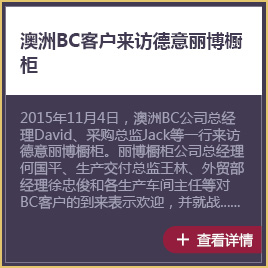 澳洲BC客户来访德意丽博橱
柜
2015年11月4日，澳洲BC公司总经
理David、采购总监Jack等一行来访
德意丽博橱柜。丽博橱柜公司总经理
何国平、生产交付总监王林、外贸部
经理徐忠俊和各生产车间主任等对
BC客户的到来表示欢迎，并就战......
+ 查看详情